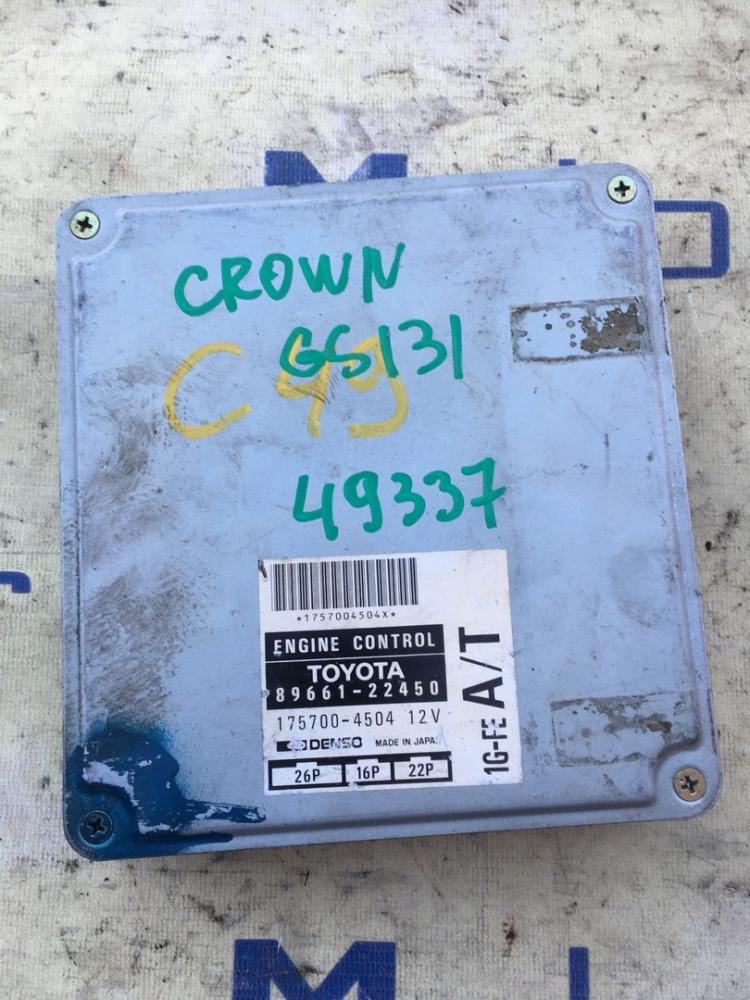 CROWN
GS131
C49
49337
*1757004504X*
ENGINE CONTROL
TOYOTA
89661-22450
175700-4504 12V
DENSO MADE IN JAPAN
26P 16P 22P
1G-FE A/T